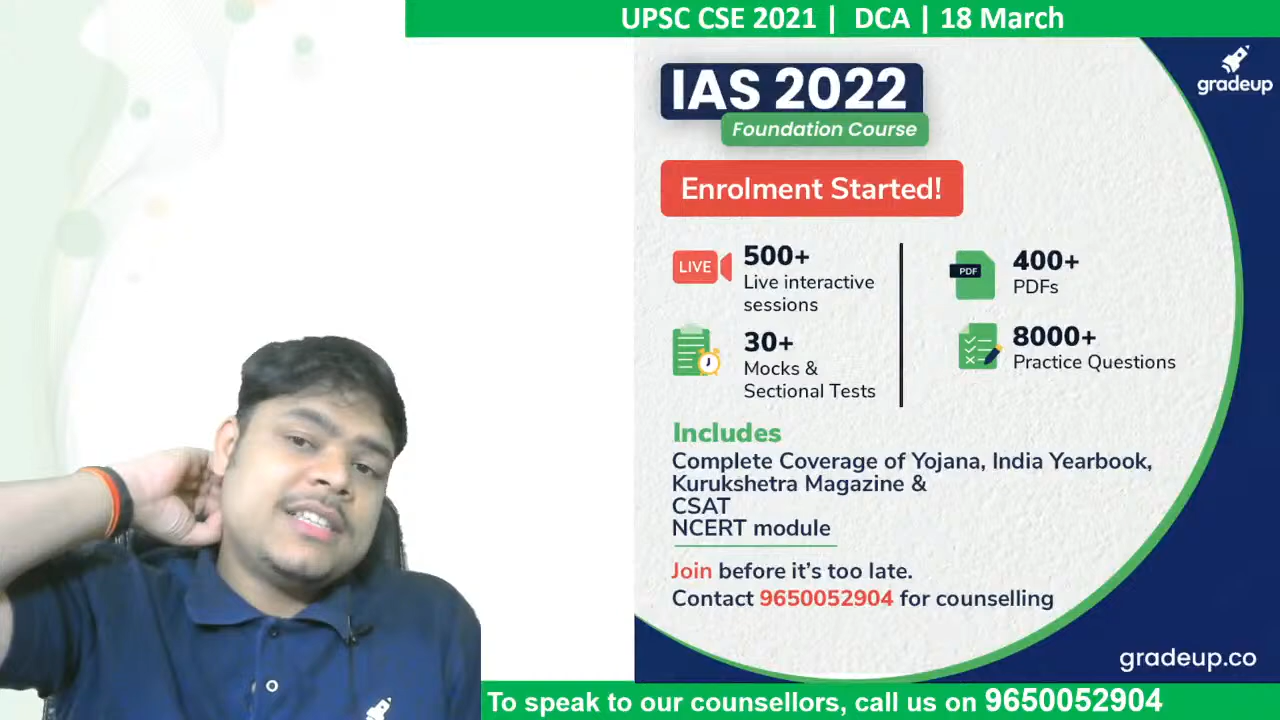 UPSC CSE 2021 | DCA | 18 March
gradeup
IAS 2022
Foundation Course
Enrolment Started!
LIVE
500+
Live interactive
sessions
PDF
400+
PDFs
30+
Mocks &
Sectional Tests
8000+
Practice Questions
Includes
Complete Coverage of Yojana, India Yearbook,
Kurukshetra Magazine &
CSAT
NCERT module
Join before it's too late.
Contact 9650052904 for counselling
gradeup.co
To speak to our counsellors, call us on 9650052904